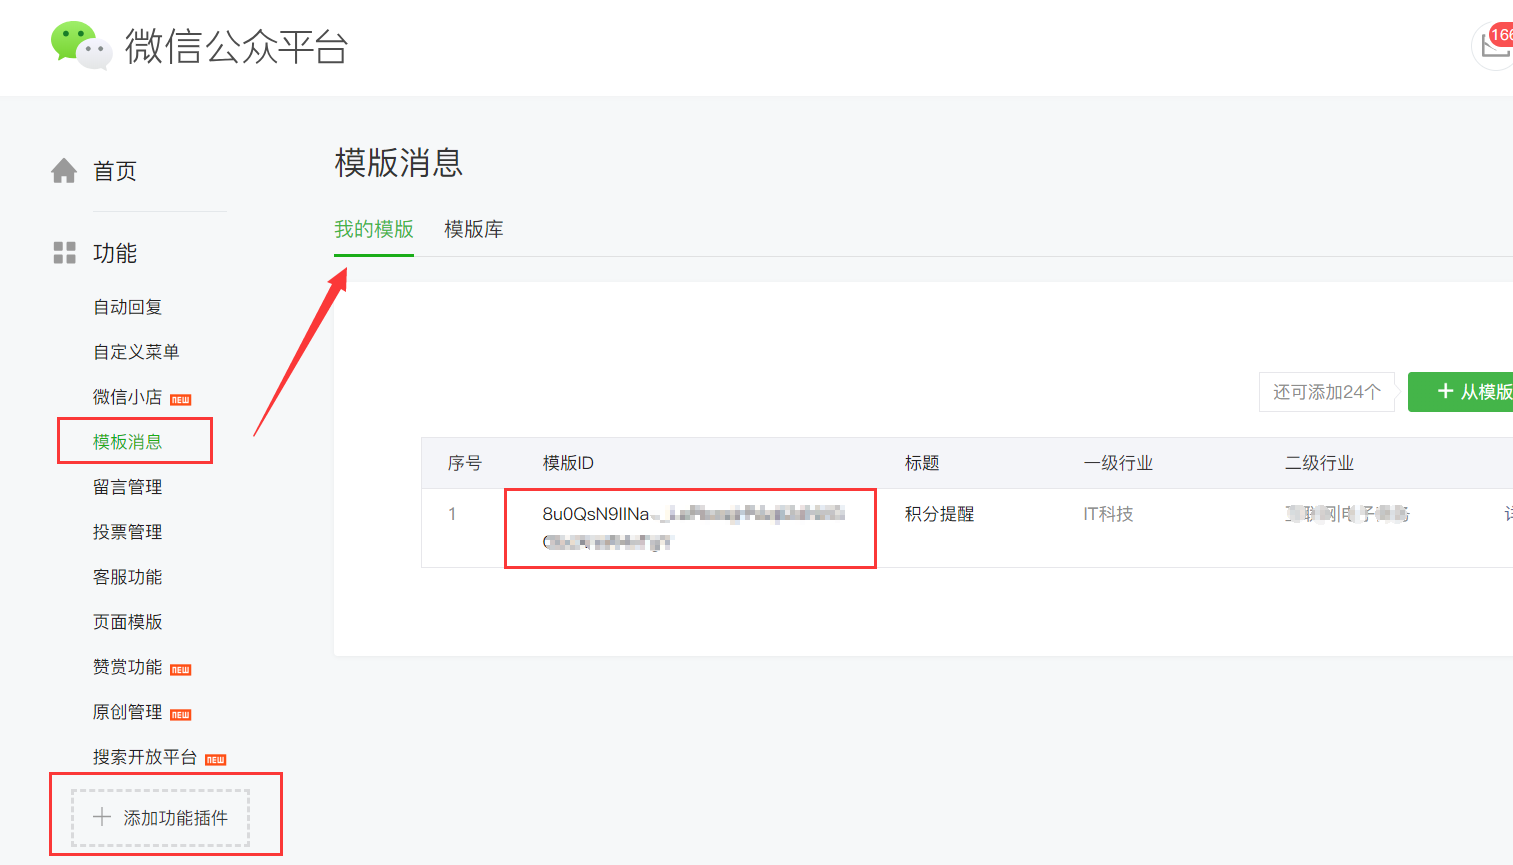 微信公众平台
166
首页
功能
自动回复
自定义菜单
微信小店 NEW
模板消息
留言管理
投票管理
客服功能
页面模版
赞赏功能 NEW
原创管理 NEW
搜索开放平台 NEW
添加功能插件
模版消息
我的模版 模版库
还可添加24个
从模版
序号 模版ID 标题 一级行业 二级行业
1 8u0QsN9IINa 积分提醒 IT科技